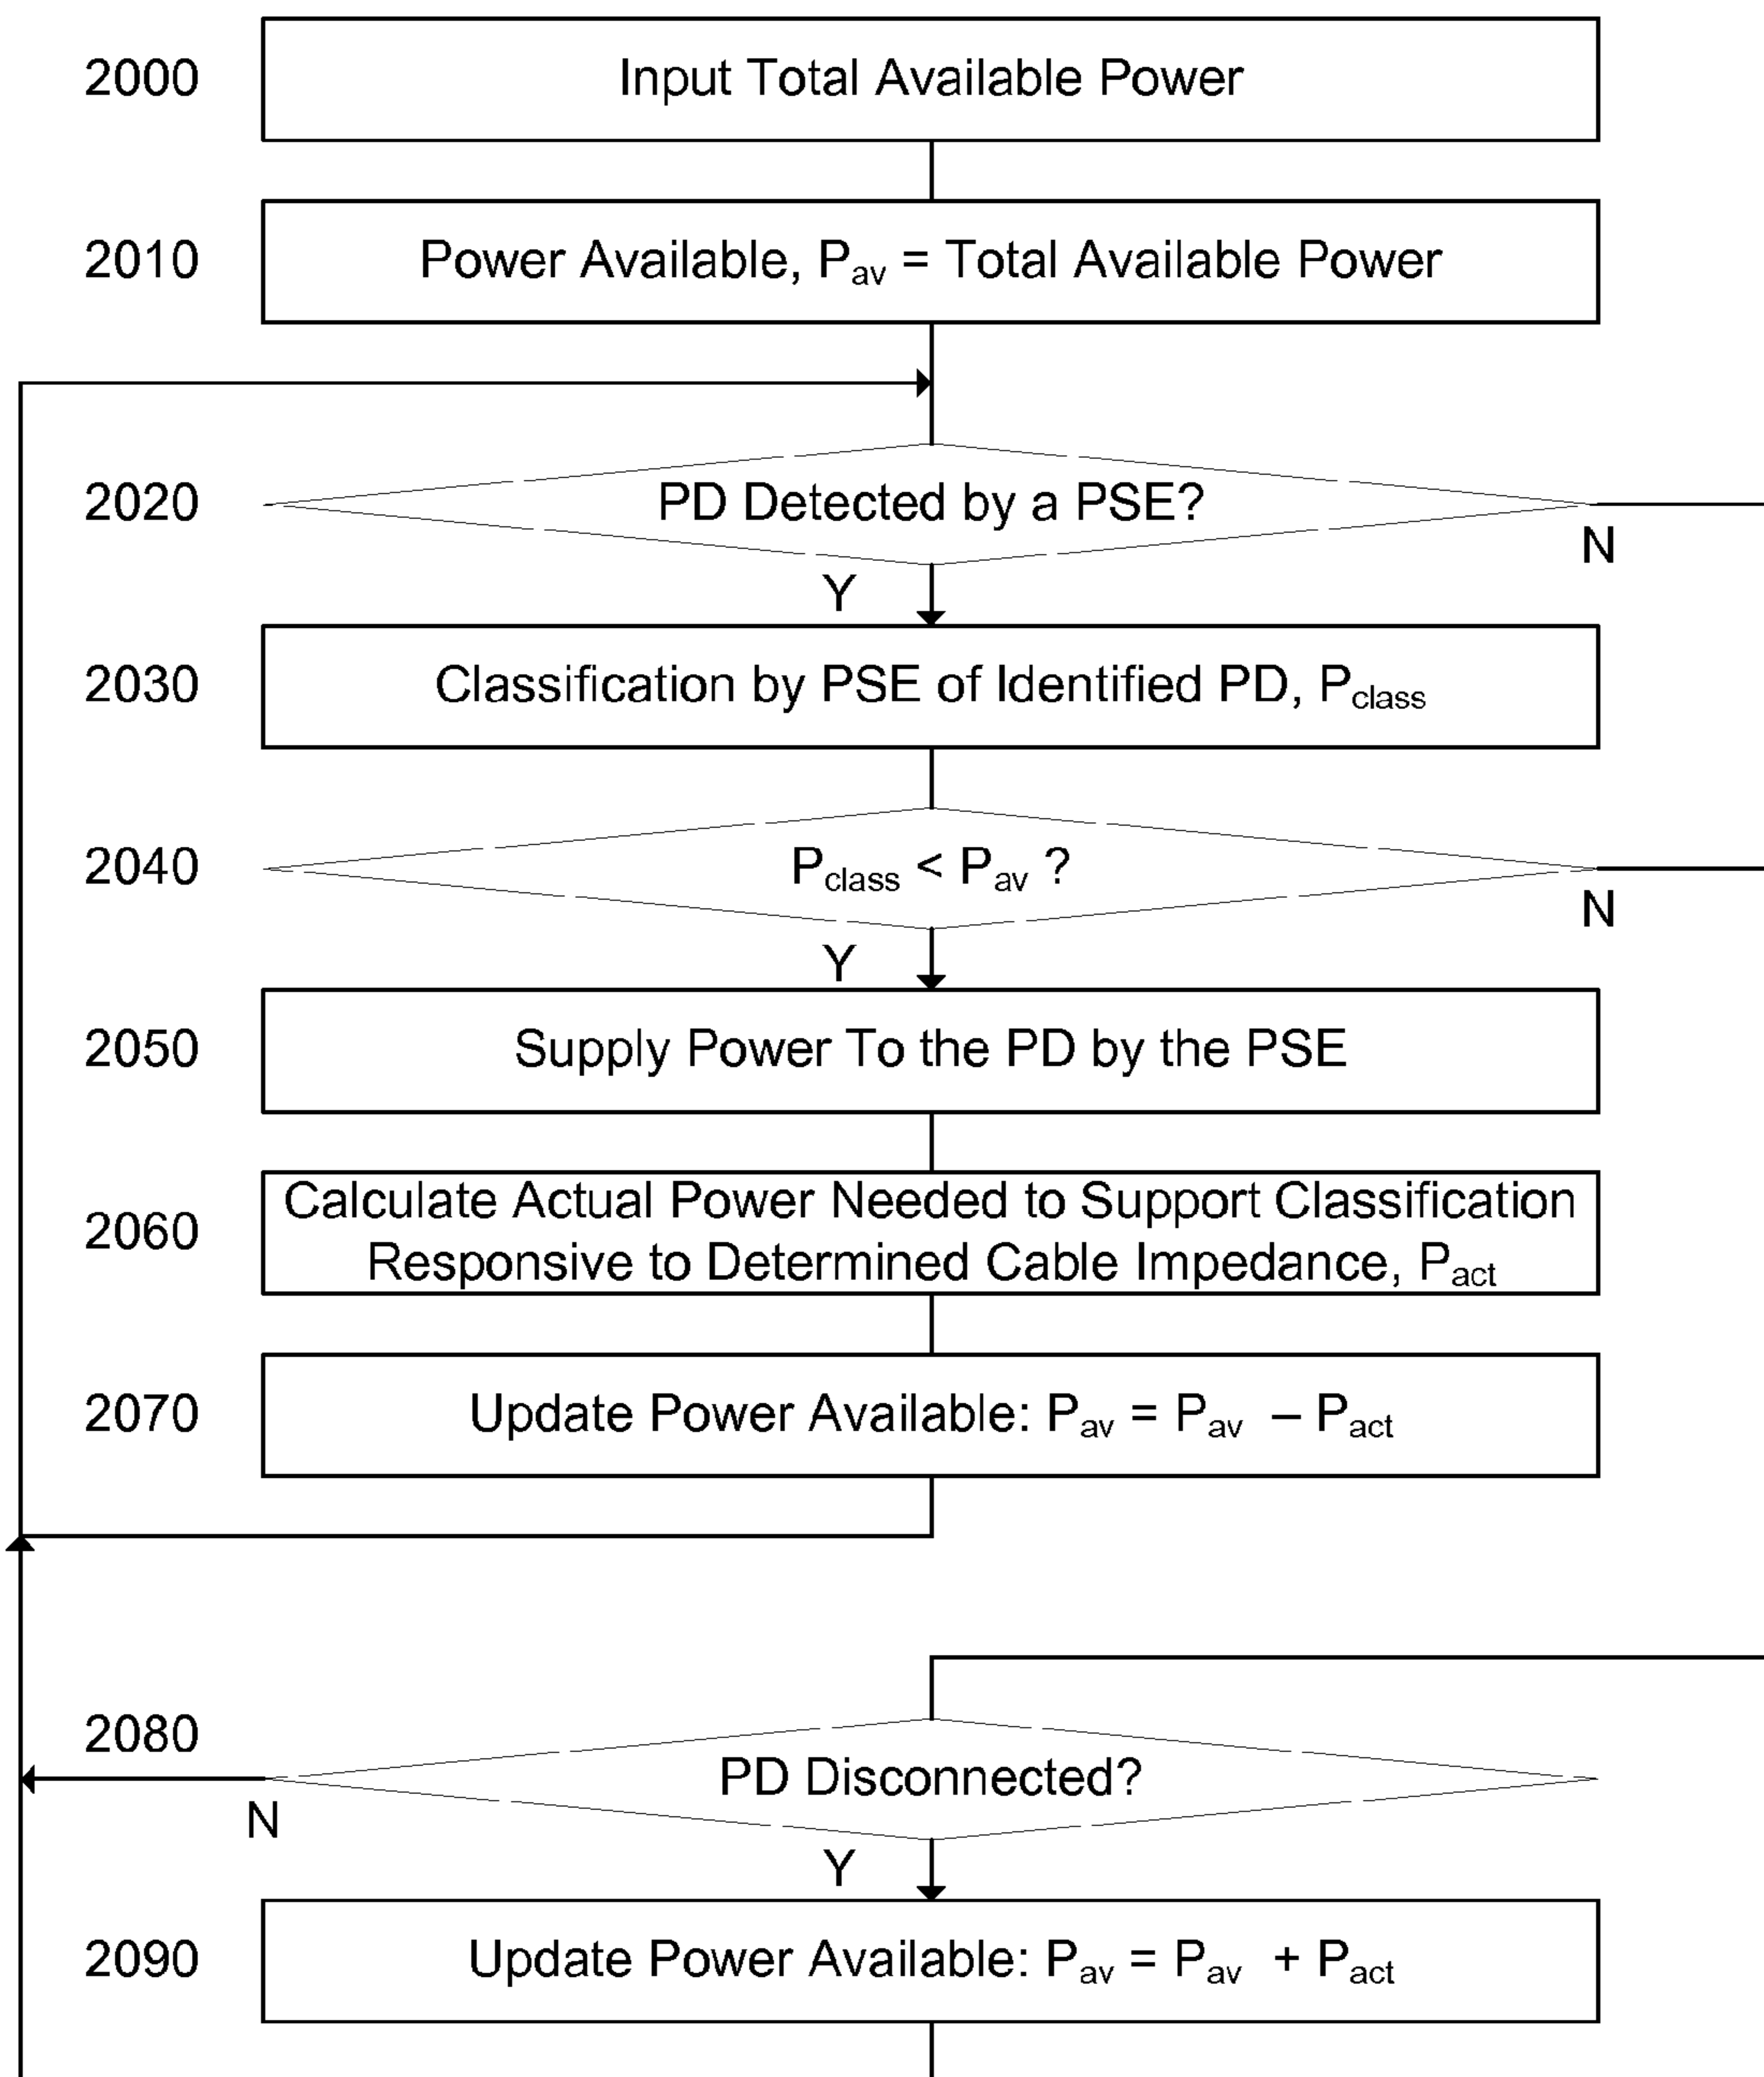 2000 Input Total Available Power
2010 Power Available, Pav = Total Available Power
2020 PD Detected by a PSE?
N
Y
2030 Classification by PSE of Identified PD, Pclass
2040 Pclass < Pav ?
N
Y
2050 Supply Power To the PD by the PSE
2060 Calculate Actual Power Needed to Support Classification
Responsive to Determined Cable Impedance, Pact
2070 Update Power Available: Pav = Pav – Pact
2080 PD Disconnected?
N
Y
2090 Update Power Available: Pav = Pav + Pact